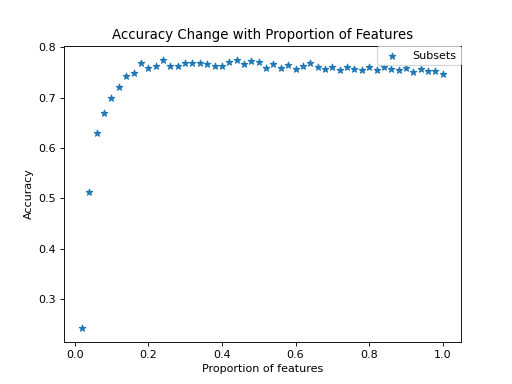 Accuracy Change with Proportion of Features
Subsets
0.8
0.7
0.6
0.5
0.4
0.3
Accuracy
0.0 0.2 0.4 0.6 0.8 1.0
Proportion of features